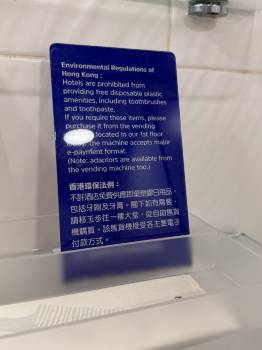 Environmental Regulations of
Hong Kong :
Hotels are prohibited from
providing free disposable plastic
amenities, including toothbrushes
and toothpaste.
If you require these items, please
purchase it from the vending
located in our 1st floor
the machine accepts major
e-payment format.
(Note: adaptors are available from
the vending machine too.)
香港環保法例：
不許酒店免費供應即棄塑膠日用品，
包括牙刷及牙膏。閣下如有需要，
請移玉步往一樓大堂，從自助售貨
機購買。該售貨機接受各主要電子
付款方式。